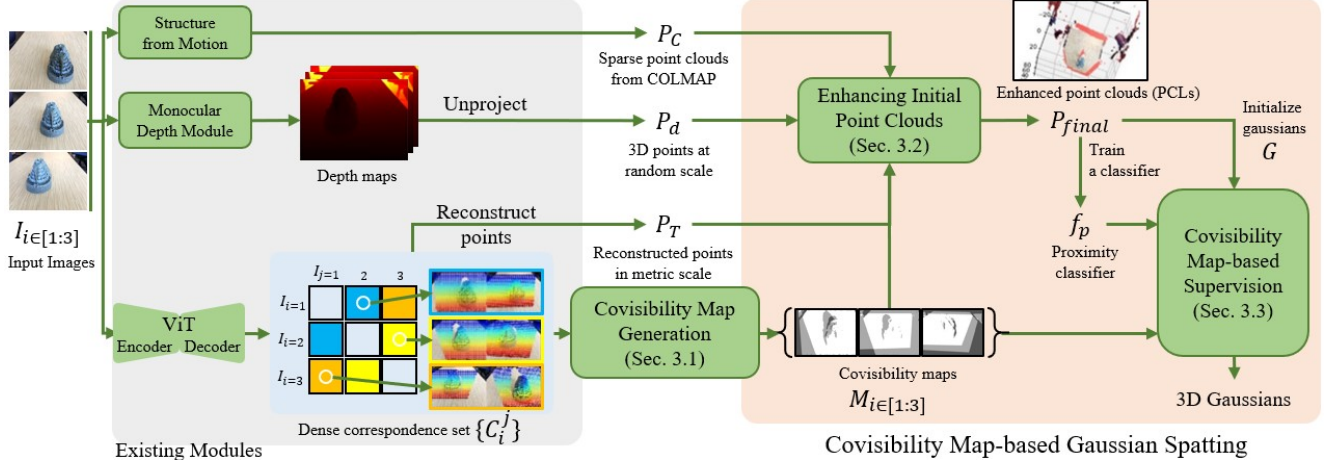 Structure
from Motion
Monocular
Depth Module
I_{i∈[1:3]}
Input Images
Depth maps
Unproject
P_C
Sparse point clouds
from COLMAP
P_d
3D points at
random scale
Reconstruct
points
P_T
Reconstructed points
in metric scale
ViT
Encoder Decoder
I_{j=1} 2 3
I_{i=1}
I_{i=2}
I_{i=3}
Dense correspondence set {C_i^j}
Existing Modules
Covisibility Map
Generation
(Sec. 3.1)
Enhancing Initial
Point Clouds
(Sec. 3.2)
Enhanced point clouds (PCLs)
P_{final}
Initialize
gaussians
G
Train
a classifier
f_p
Proximity
classifier
Covisibility
Map-based
Supervision
(Sec. 3.3)
Covisibility maps
M_{i∈[1:3]}
3D Gaussians
Covisibility Map-based Gaussian Spatting